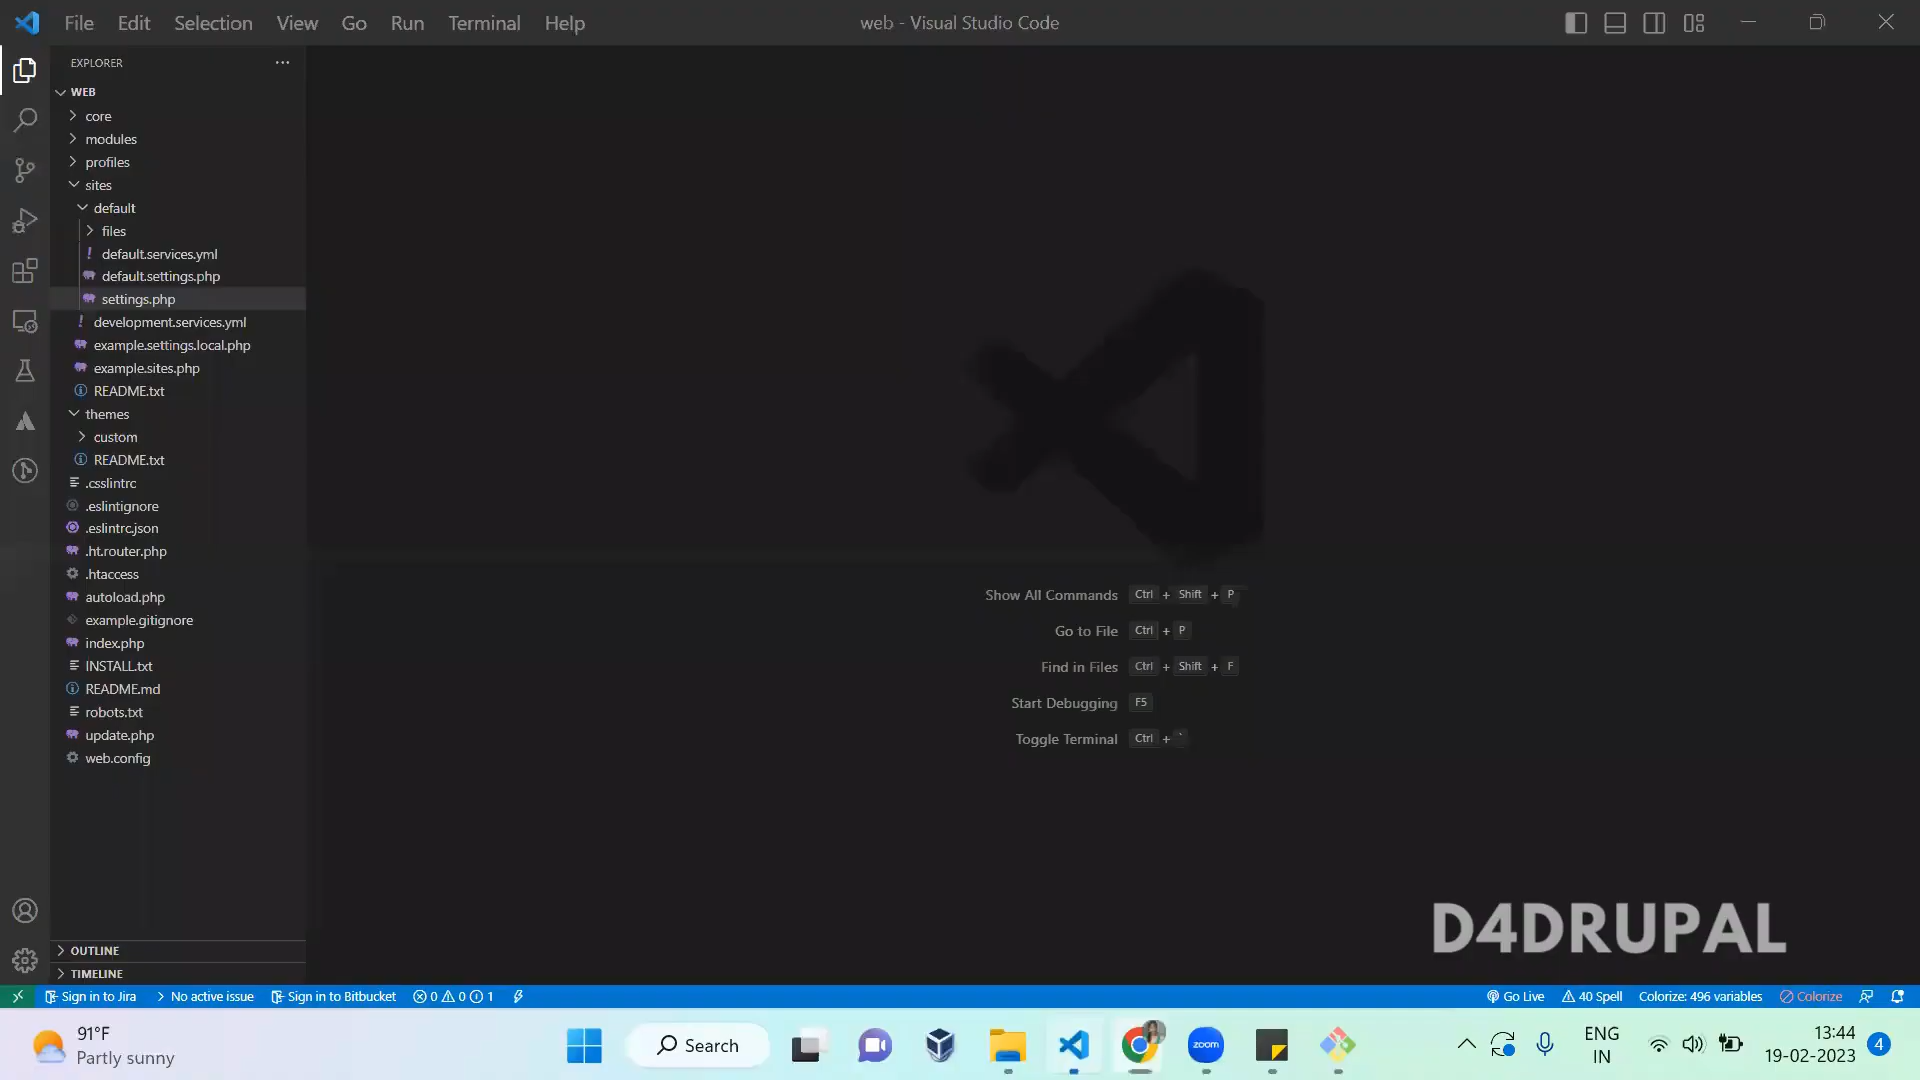 File Edit Selection View Go Run Terminal Help
web - Visual Studio Code
EXPLORER
WEB
core
modules
profiles
sites
default
files
! default.services.yml
default.settings.php
settings.php
! development.services.yml
example.settings.local.php
example.sites.php
README.txt
themes
custom
README.txt
.csslintrc
.eslintignore
.eslintrc.json
.ht.router.php
.htaccess
autoload.php
example.gitignore
index.php
INSTALL.txt
README.md
robots.txt
update.php
web.config
OUTLINE
TIMELINE
Show All Commands Ctrl + Shift + P
Go to File Ctrl + P
Find in Files Ctrl + Shift + F
Start Debugging F5
Toggle Terminal Ctrl + `
D4DRUPAL
Sign in to Jira No active issue Sign in to Bitbucket 0 0 1 Go Live 40 Spell Colorize: 496 variables Colorize
91°F
Partly sunny
Search
zoom
ENG
IN
13:44
19-02-2023
4